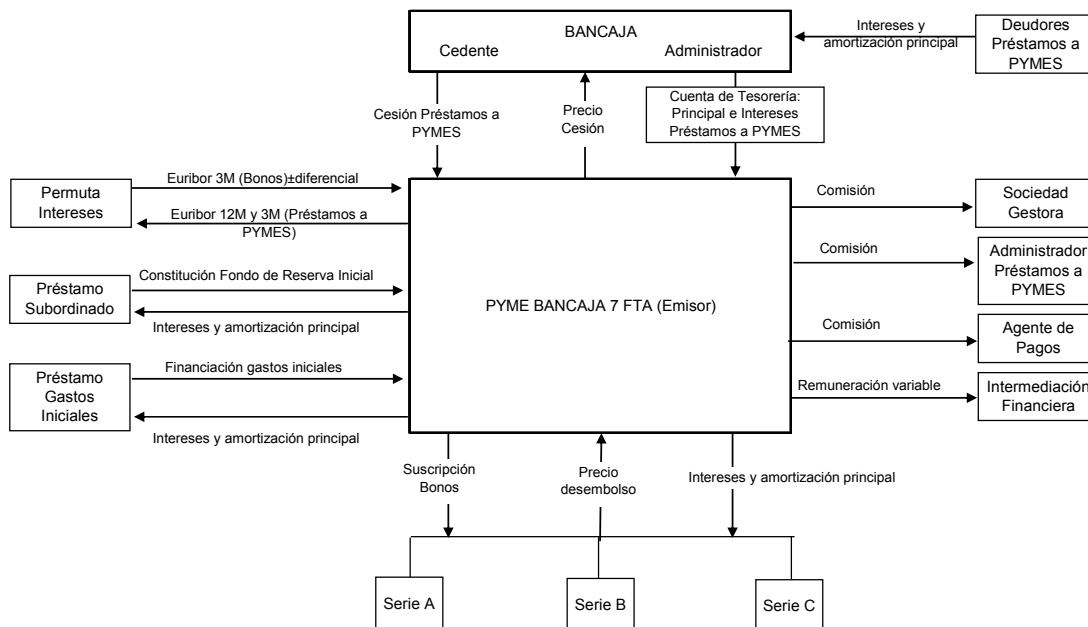 BANCAJA
Cedente
Administrador
Intereses y
amortización principal
Deudores
Préstamos a
PYMES
Cesión Préstamos a
PYMES
Precio
Cesión
Cuenta de Tesorería:
Principal e Intereses
Préstamos a PYMES
Permuta
Intereses
Euribor 3M (Bonos)±diferencial
Euribor 12M y 3M (Préstamos a
PYMES)
Préstamo
Subordinado
Constitución Fondo de Reserva Inicial
Intereses y amortización principal
Préstamo
Gastos
Iniciales
Financiación gastos iniciales
Intereses y amortización principal
PYME BANCAJA 7 FTA (Emisor)
Comisión
Sociedad
Gestora
Comisión
Administrador
Préstamos a
PYMES
Comisión
Agente de
Pagos
Remuneración variable
Intermediación
Financiera
Suscripción
Bonos
Precio
desembolso
Intereses y amortización principal
Serie A
Serie B
Serie C